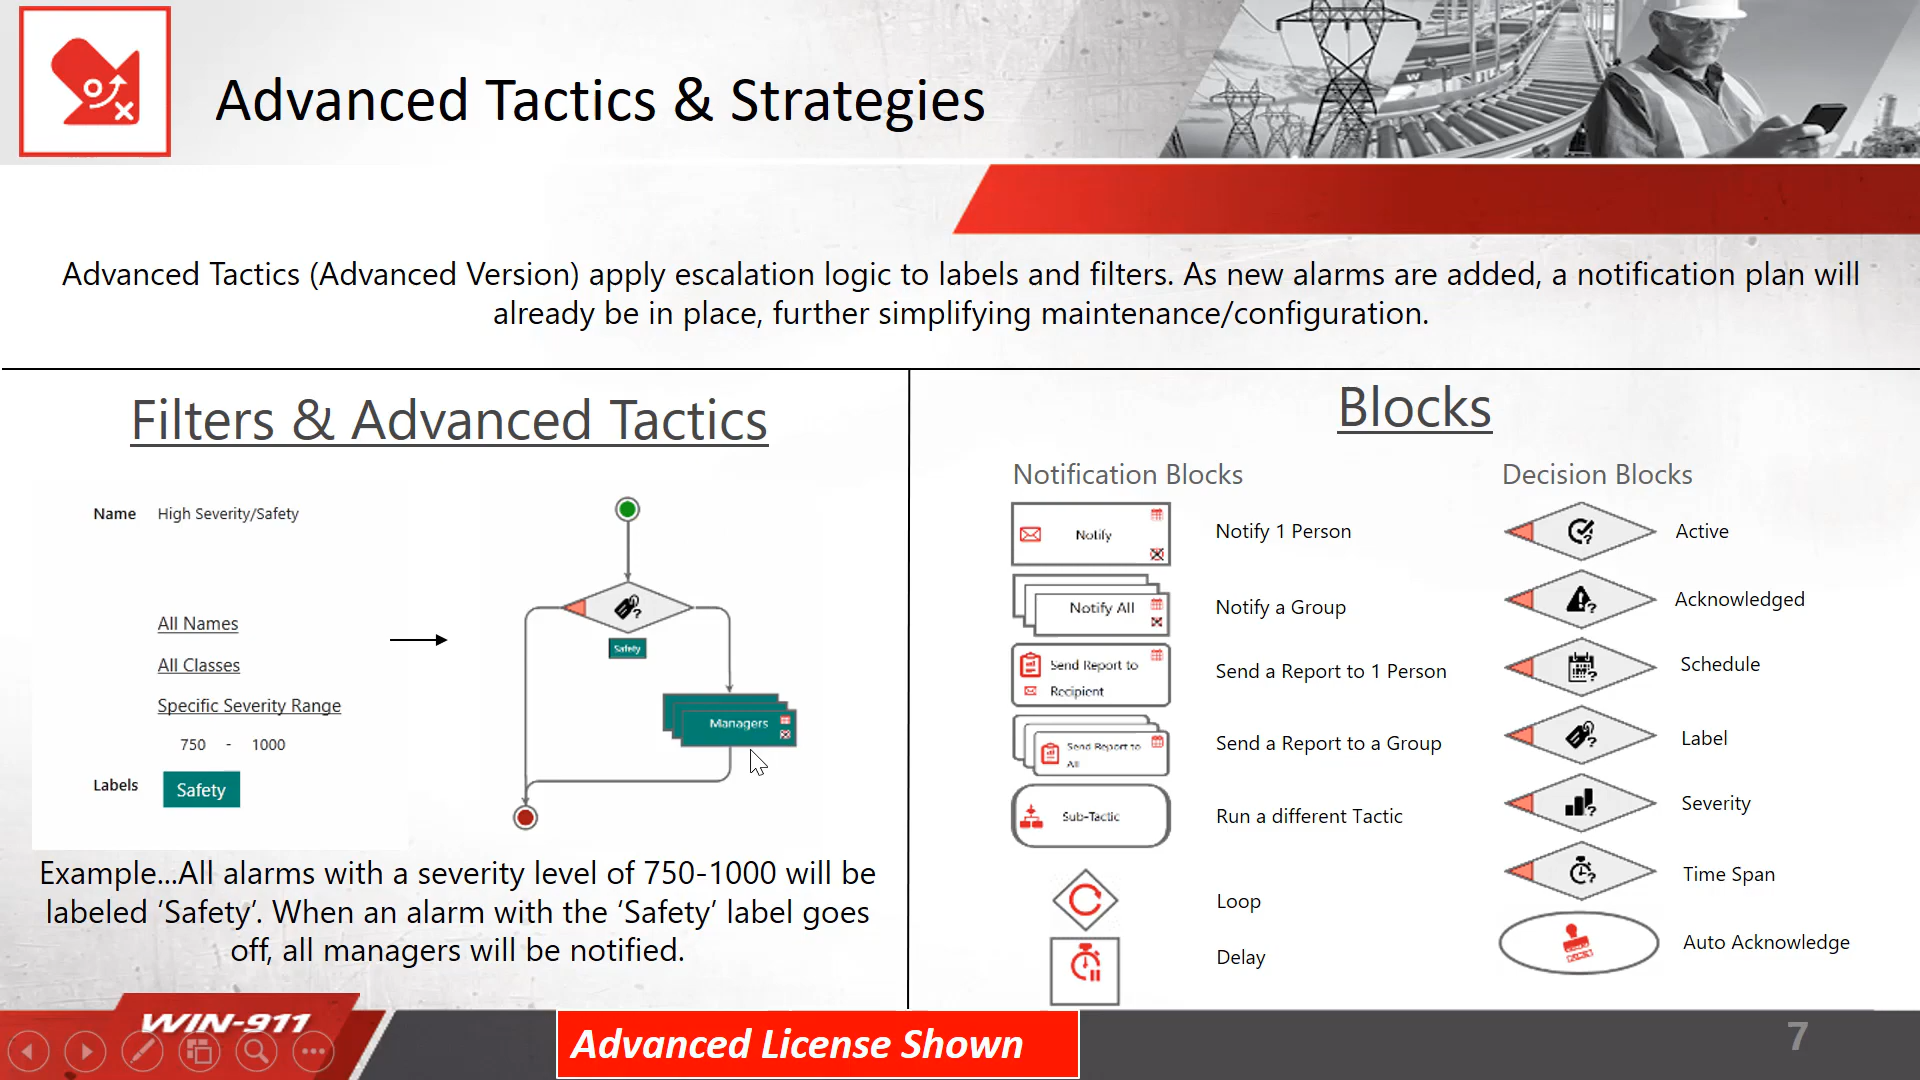 Advanced Tactics & Strategies
Advanced Tactics (Advanced Version) apply escalation logic to labels and filters. As new alarms are added, a notification plan will
already be in place, further simplifying maintenance/configuration.
Filters & Advanced Tactics
Name High Severity/Safety
All Names
All Classes
Specific Severity Range
750 - 1000
Labels Safety
Safety
Managers
Example...All alarms with a severity level of 750-1000 will be
labeled ‘Safety’. When an alarm with the ‘Safety’ label goes
off, all managers will be notified.
Blocks
Notification Blocks
Notify Notify 1 Person
Notify All Notify a Group
Send Report to
Recipient
Send a Report to 1 Person
Send Report to
All
Send a Report to a Group
Sub-Tactic Run a different Tactic
Loop
Delay
Decision Blocks
Active
Acknowledged
Schedule
Label
Severity
Time Span
Auto Acknowledge
WIN-911
Advanced License Shown
7